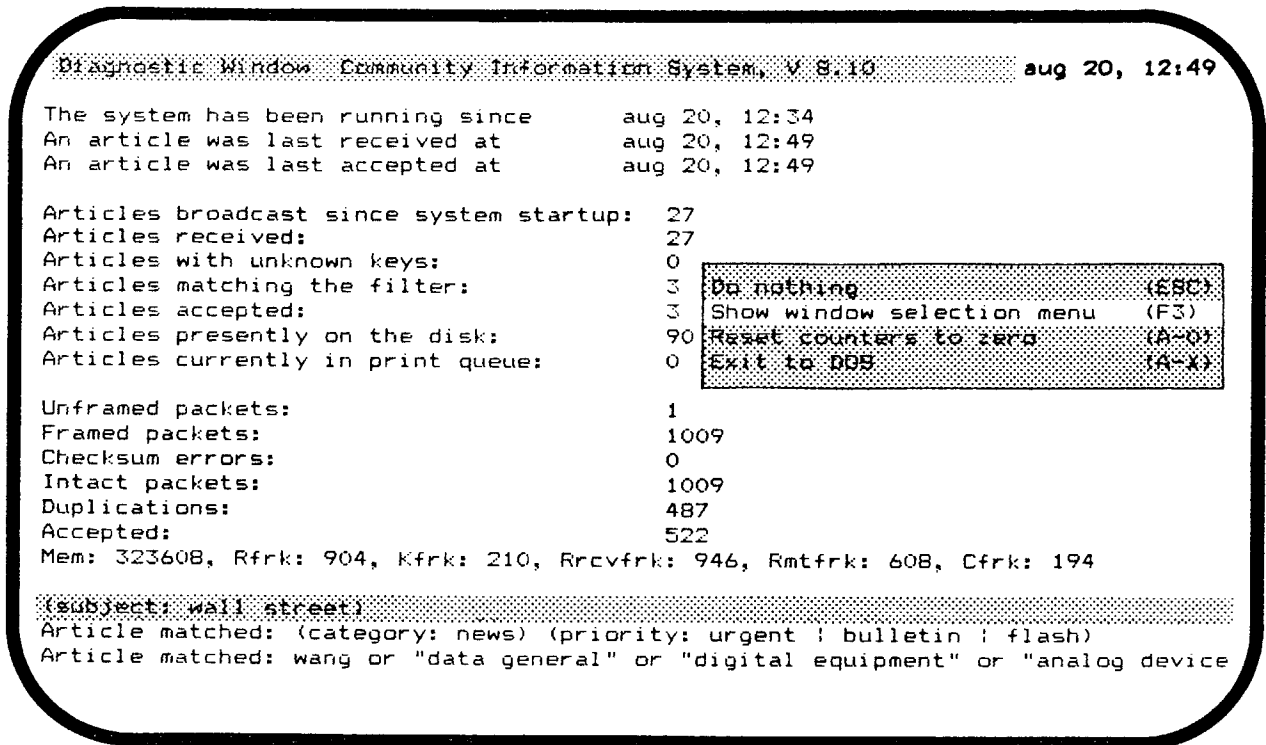 Diagnostic Window Community Information System, V 8.10 aug 20, 12:49
The system has been running since aug 20, 12:34
An article was last received at aug 20, 12:49
An article was last accepted at aug 20, 12:49
Articles broadcast since system startup: 27
Articles received: 27
Articles with unknown keys: 0
Articles matching the filter: 3
Articles accepted: 3
Articles presently on the disk: 90
Articles currently in print queue: 0
Do nothing (ESC)
Show window selection menu (F3)
Reset counters to zero (A-O)
Exit to DOS (A-X)
Unframed packets: 1
Framed packets: 1009
Checksum errors: 0
Intact packets: 1009
Duplications: 487
Accepted: 522
Mem: 323608, Rfrk: 904, Kfrk: 210, Rrcvfrk: 946, Rmtfrk: 608, Cfrk: 194
(subject: wall street)
Article matched: (category: news) (priority: urgent ¦ bulletin ¦ flash)
Article matched: wang or "data general" or "digital equipment" or "analog device